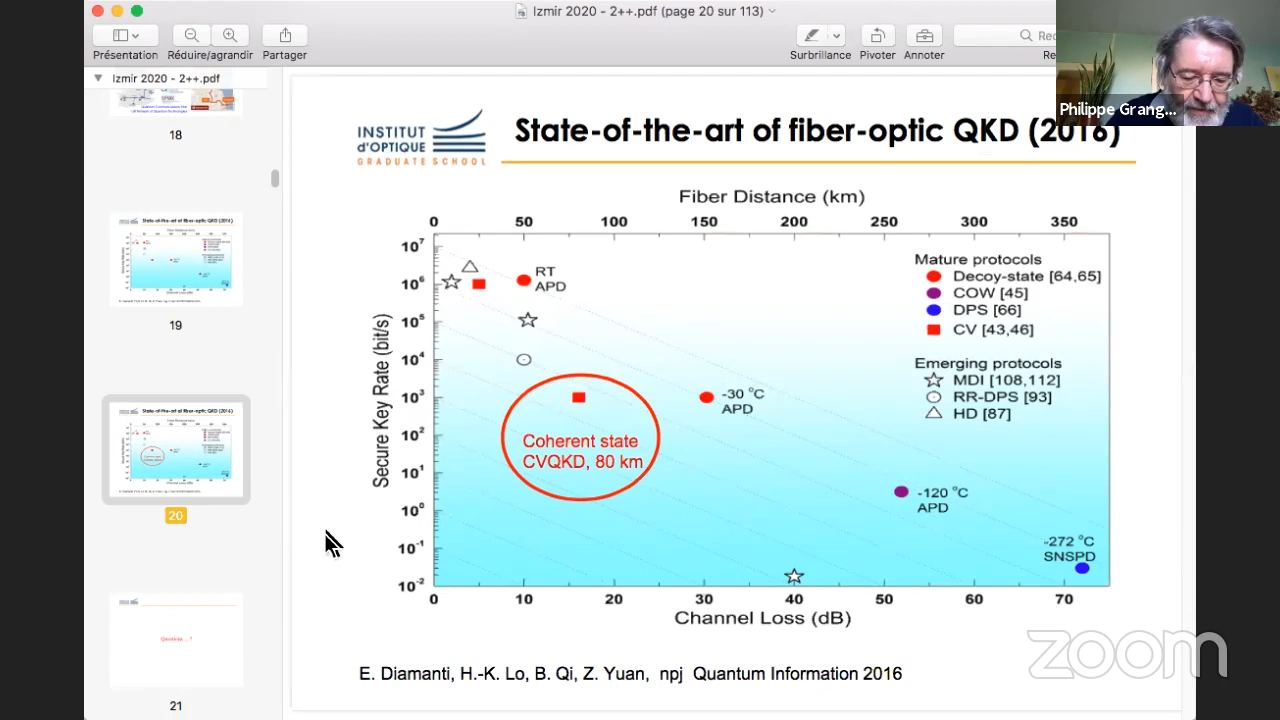 Izmir 2020 - 2++.pdf (page 20 sur 113)
Présentation
Réduire/agrandir
Partager
Surbrillance
Pivoter
Annoter
Philippe Grang...
Izmir 2020 - 2++.pdf
18
19
20
21
INSTITUT
d'OPTIQUE
GRADUATE SCHOOL
State-of-the-art of fiber-optic QKD (2016)
Fiber Distance (km)
0 50 100 150 200 250 300 350
Secure Key Rate (bit/s)
10⁷
10⁶
10⁵
10⁴
10³
10²
10¹
10⁰
10⁻¹
10⁻²
RT
APD
Mature protocols
Decoy-state [64,65]
COW [45]
DPS [66]
CV [43,46]
Emerging protocols
MDI [108,112]
RR-DPS [93]
HD [87]
-30 °C
APD
Coherent state
CVQKD, 80 km
-120 °C
APD
-272 °C
SNSPD
0 10 20 30 40 50 60 70
Channel Loss (dB)
E. Diamanti, H.-K. Lo, B. Qi, Z. Yuan, npj Quantum Information 2016
zoom